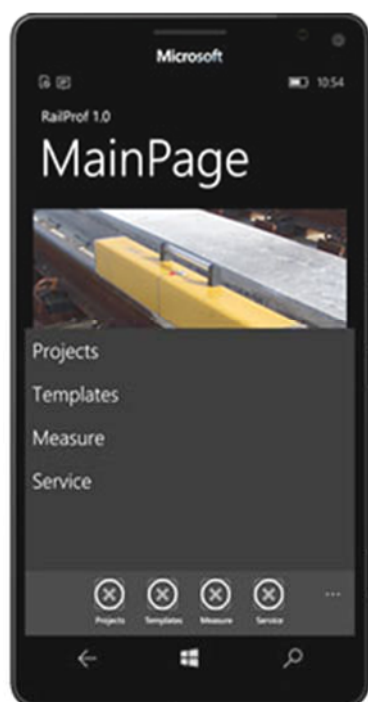 Microsoft
10:54
RailProf 1.0
MainPage
Projects
Templates
Measure
Service
Projects Templates Measure Service